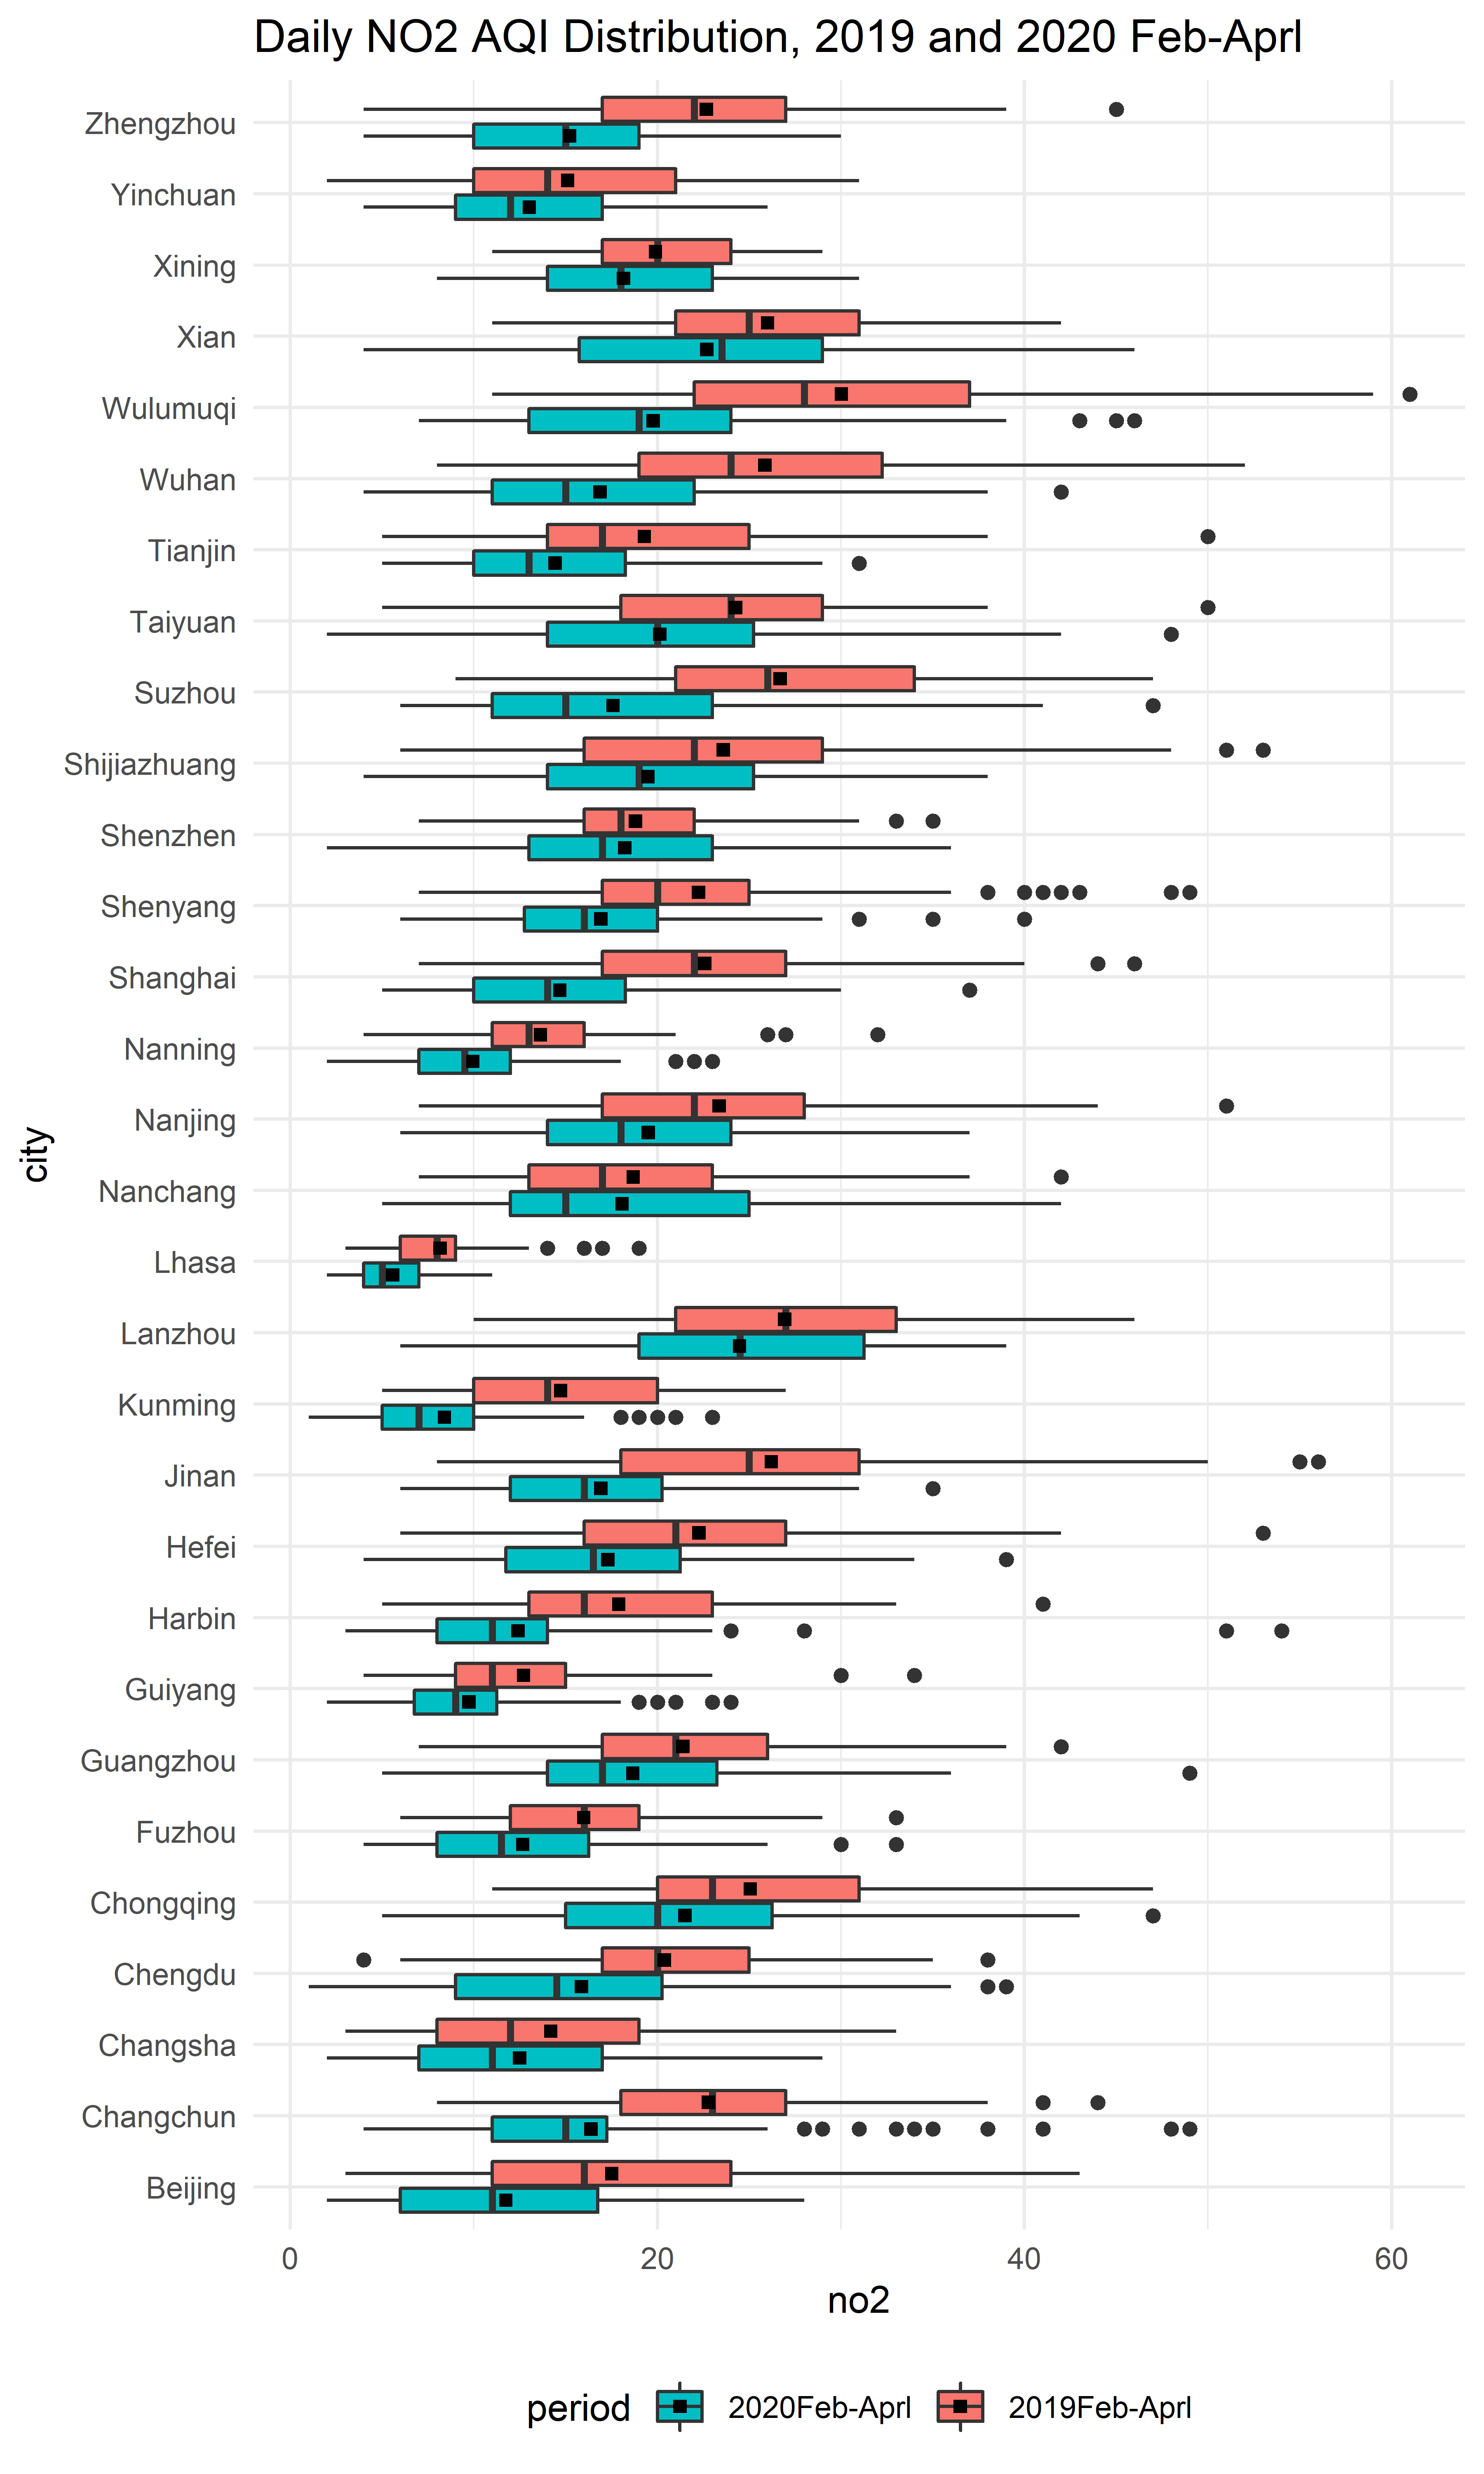 Daily NO2 AQI Distribution, 2019 and 2020 Feb-Aprl
Zhengzhou
Yinchuan
Xining
Xian
Wulumuqi
Wuhan
Tianjin
Taiyuan
Suzhou
Shijiazhuang
Shenzhen
Shenyang
Shanghai
Nanning
Nanjing
Nanchang
Lhasa
Lanzhou
Kunming
Jinan
Hefei
Harbin
Guiyang
Guangzhou
Fuzhou
Chongqing
Chengdu
Changsha
Changchun
Beijing
city
0 20 40 60
no2
period 2020Feb-Aprl 2019Feb-Aprl